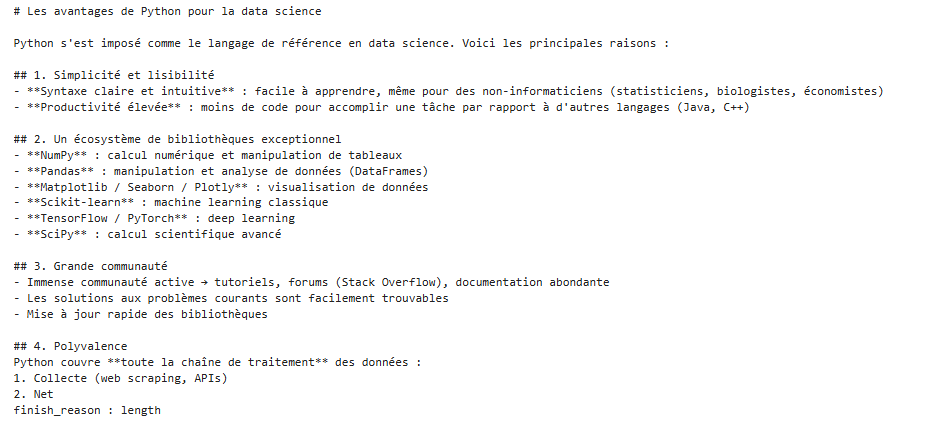 # Les avantages de Python pour la data science

Python s'est imposé comme le langage de référence en data science. Voici les principales raisons :

## 1. Simplicité et lisibilité
- **Syntaxe claire et intuitive** : facile à apprendre, même pour des non-informaticiens (statisticiens, biologistes, économistes)
- **Productivité élevée** : moins de code pour accomplir une tâche par rapport à d'autres langages (Java, C++)

## 2. Un écosystème de bibliothèques exceptionnel
- **NumPy** : calcul numérique et manipulation de tableaux
- **Pandas** : manipulation et analyse de données (DataFrames)
- **Matplotlib / Seaborn / Plotly** : visualisation de données
- **Scikit-learn** : machine learning classique
- **TensorFlow / PyTorch** : deep learning
- **SciPy** : calcul scientifique avancé

## 3. Grande communauté
- Immense communauté active → tutoriels, forums (Stack Overflow), documentation abondante
- Les solutions aux problèmes courants sont facilement trouvables
- Mise à jour rapide des bibliothèques

## 4. Polyvalence
Python couvre **toute la chaîne de traitement** des données :
1. Collecte (web scraping, APIs)
2. Net
finish_reason : length